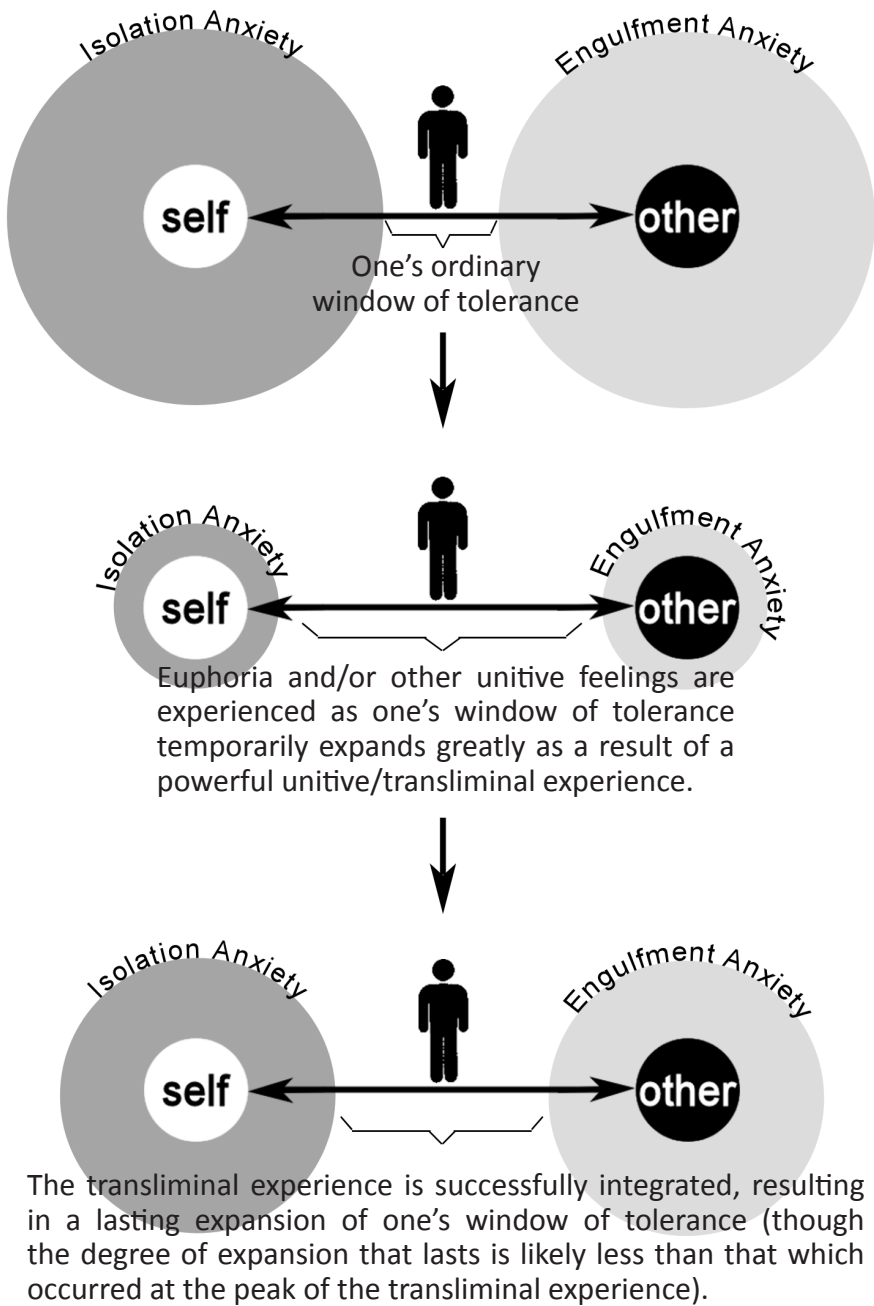 Isolation Anxiety
Engulfment Anxiety
self
other
One’s ordinary
window of tolerance
Isolation Anxiety
Engulfment Anxiety
self
other
Euphoria and/or other unitive feelings are
experienced as one’s window of tolerance
temporarily expands greatly as a result of a
powerful unitive/transliminal experience.
Isolation Anxiety
Engulfment Anxiety
self
other
The transliminal experience is successfully integrated, resulting
in a lasting expansion of one’s window of tolerance (though
the degree of expansion that lasts is likely less than that which
occurred at the peak of the transliminal experience).